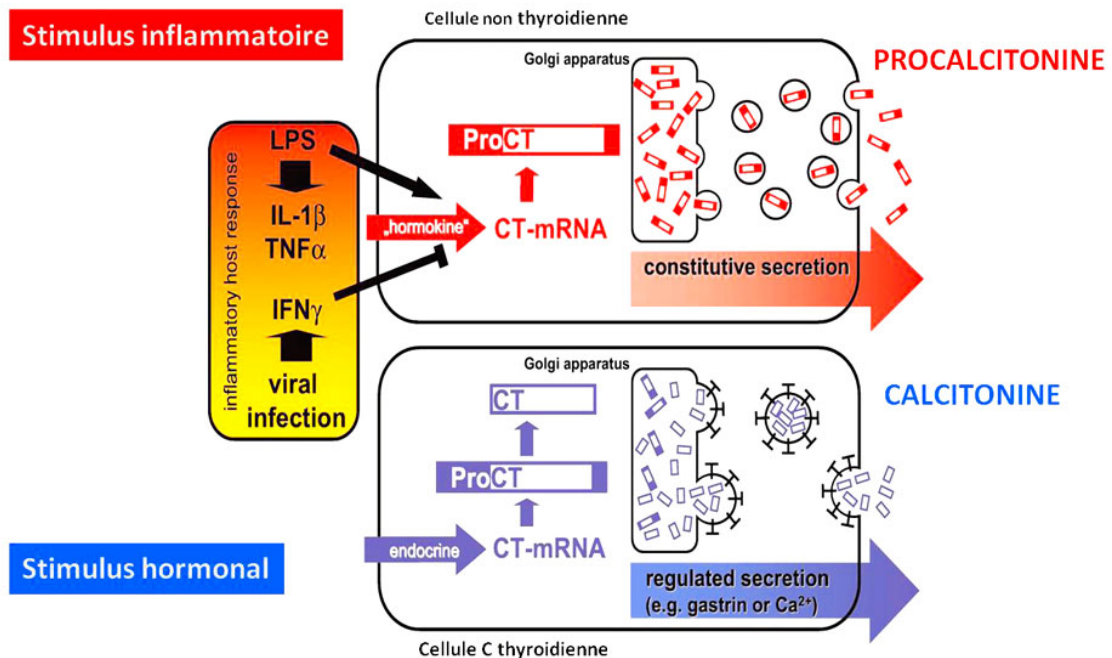 Cellule non thyroidienne
Stimulus inflammatoire
Golgi apparatus
PROCALCITONINE
inflammatory host response
LPS
IL-1β
TNFα
IFNγ
viral
infection
ProCT
„hormokine"
CT-mRNA
constitutive secretion
Golgi apparatus
CALCITONINE
CT
ProCT
endocrine
CT-mRNA
Stimulus hormonal
regulated secretion
(e.g. gastrin or Ca²⁺)
Cellule C thyroidienne